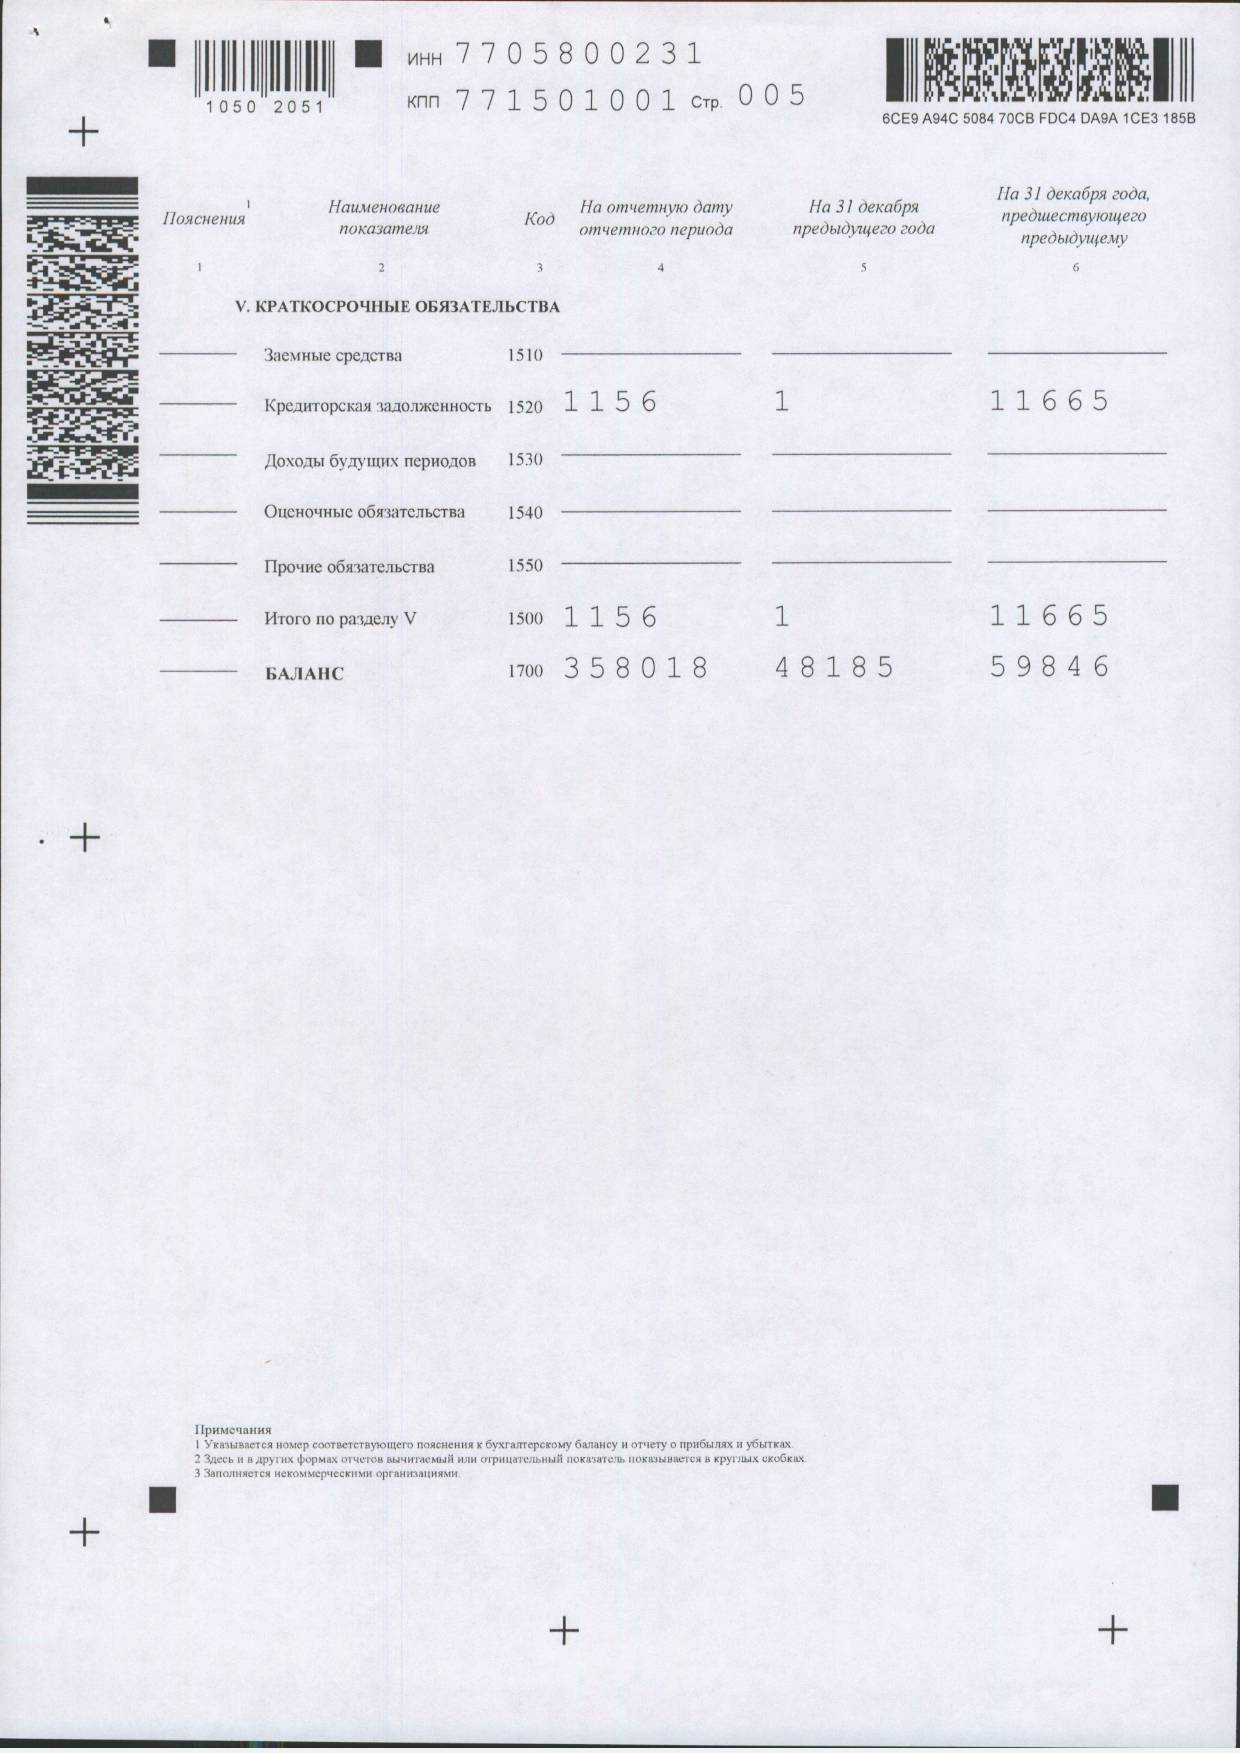 1050 2051
ИНН 7705800231
КПП 771501001 Стр. 005
6CE9 A94C 5084 70CB FDC4 DA9A 1CE3 185B
Пояснения 1 Наименование показателя Код На отчетную дату отчетного периода На 31 декабря предыдущего года На 31 декабря года, предшествующего предыдущему
1 2 3 4 5 6
V. КРАТКОСРОЧНЫЕ ОБЯЗАТЕЛЬСТВА
Заемные средства 1510
Кредиторская задолженность 1520 1156 1 11665
Доходы будущих периодов 1530
Оценочные обязательства 1540
Прочие обязательства 1550
Итого по разделу V 1500 1156 1 11665
БАЛАНС 1700 358018 48185 59846
Примечания
1 Указывается номер соответствующего пояснения к бухгалтерскому балансу и отчету о прибылях и убытках.
2 Здесь и в других формах отчетов вычитаемый или отрицательный показатель показывается в круглых скобках.
3 Заполняется некоммерческими организациями.